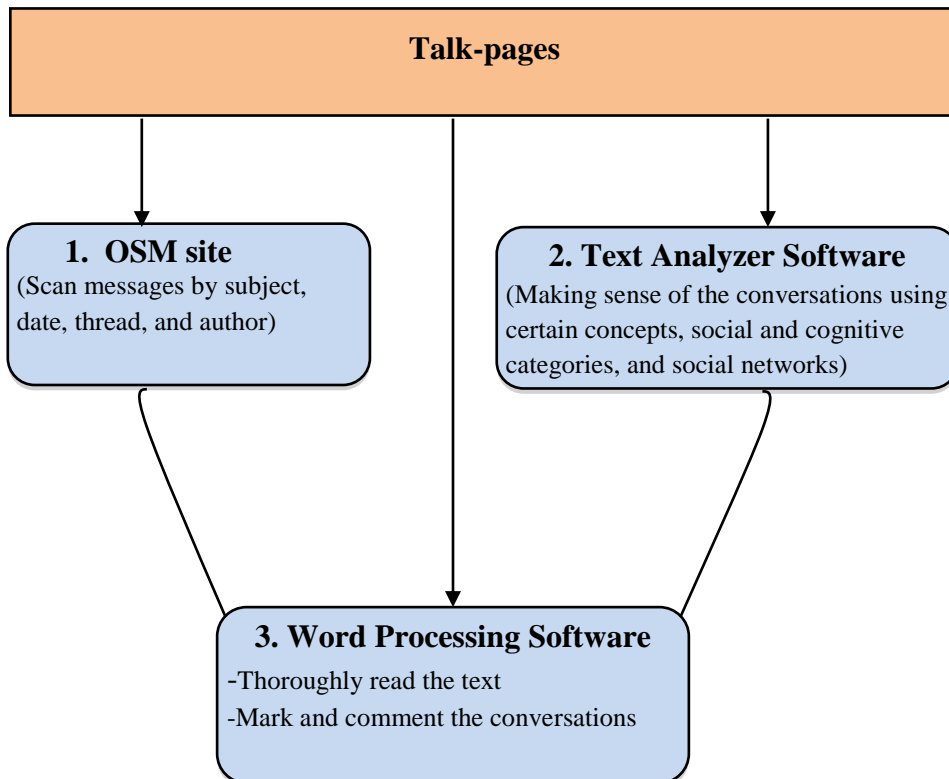 Talk-pages
1. OSM site
(Scan messages by subject,
date, thread, and author)
2. Text Analyzer Software
(Making sense of the conversations using
certain concepts, social and cognitive
categories, and social networks)
3. Word Processing Software
-Thoroughly read the text
-Mark and comment the conversations